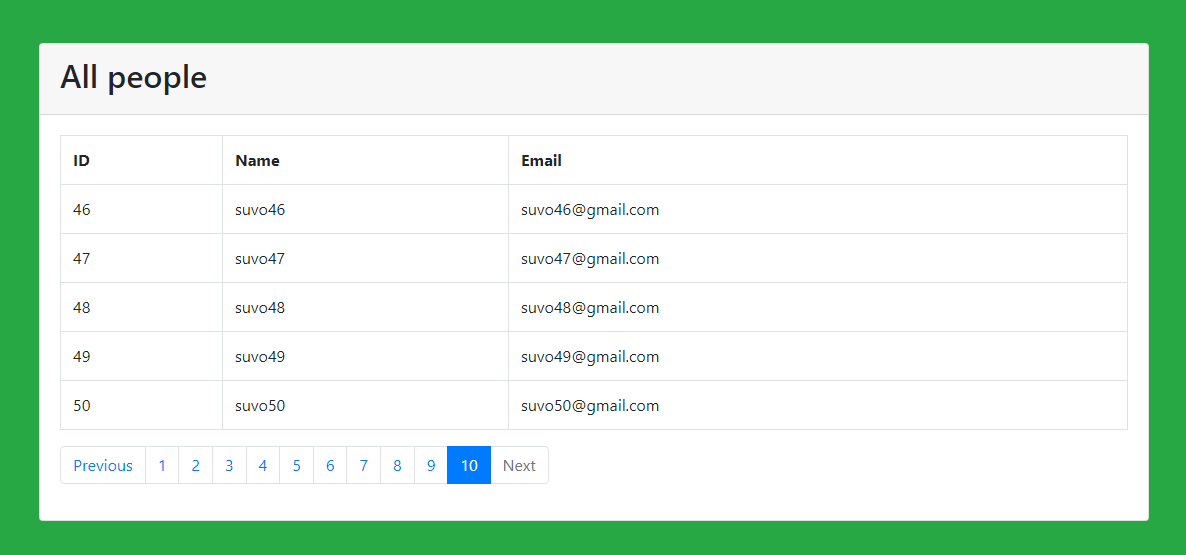 All people
ID Name Email
46 suvo46 suvo46@gmail.com
47 suvo47 suvo47@gmail.com
48 suvo48 suvo48@gmail.com
49 suvo49 suvo49@gmail.com
50 suvo50 suvo50@gmail.com
Previous 1 2 3 4 5 6 7 8 9 10 Next